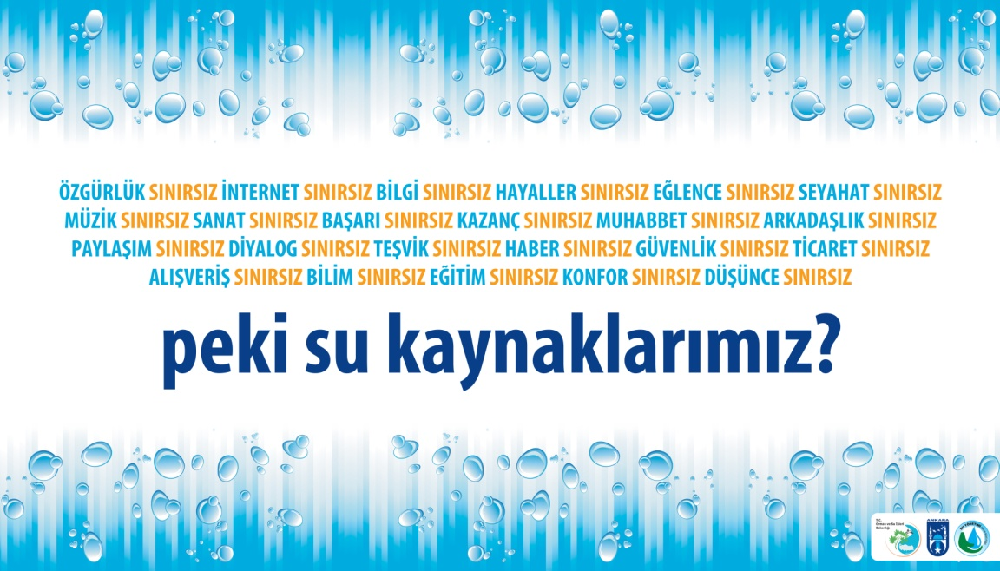 ÖZGÜRLÜK SINIRSIZ İNTERNET SINIRSIZ BİLGİ SINIRSIZ HAYALLER SINIRSIZ EĞLENCE SINIRSIZ SEYAHAT SINIRSIZ
MÜZİK SINIRSIZ SANAT SINIRSIZ BAŞARI SINIRSIZ KAZANÇ SINIRSIZ MUHABBET SINIRSIZ ARKADAŞLIK SINIRSIZ
PAYLAŞIM SINIRSIZ DİYALOG SINIRSIZ TEŞVİK SINIRSIZ HABER SINIRSIZ GÜVENLİK SINIRSIZ TİCARET SINIRSIZ
ALIŞVERİŞ SINIRSIZ BİLİM SINIRSIZ EĞİTİM SINIRSIZ KONFOR SINIRSIZ DÜŞÜNCE SINIRSIZ
peki su kaynaklarımız?
T.C.
Orman ve Su İşleri
Bakanlığı
ANKARA